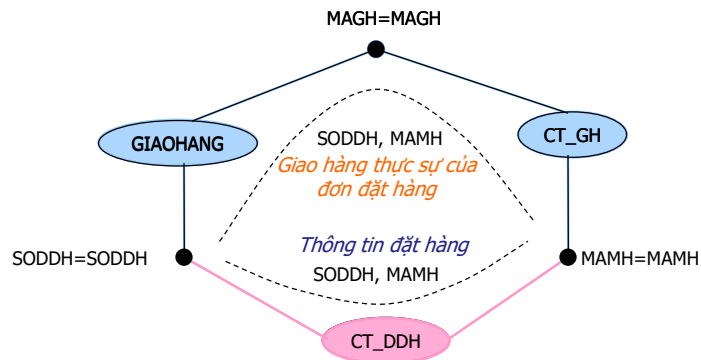 MAGH=MAGH
GIAOHANG
CT_GH
SODDH, MAMH
Giao hàng thực sự của
đơn đặt hàng
Thông tin đặt hàng
SODDH, MAMH
SODDH=SODDH
MAMH=MAMH
CT_DDH